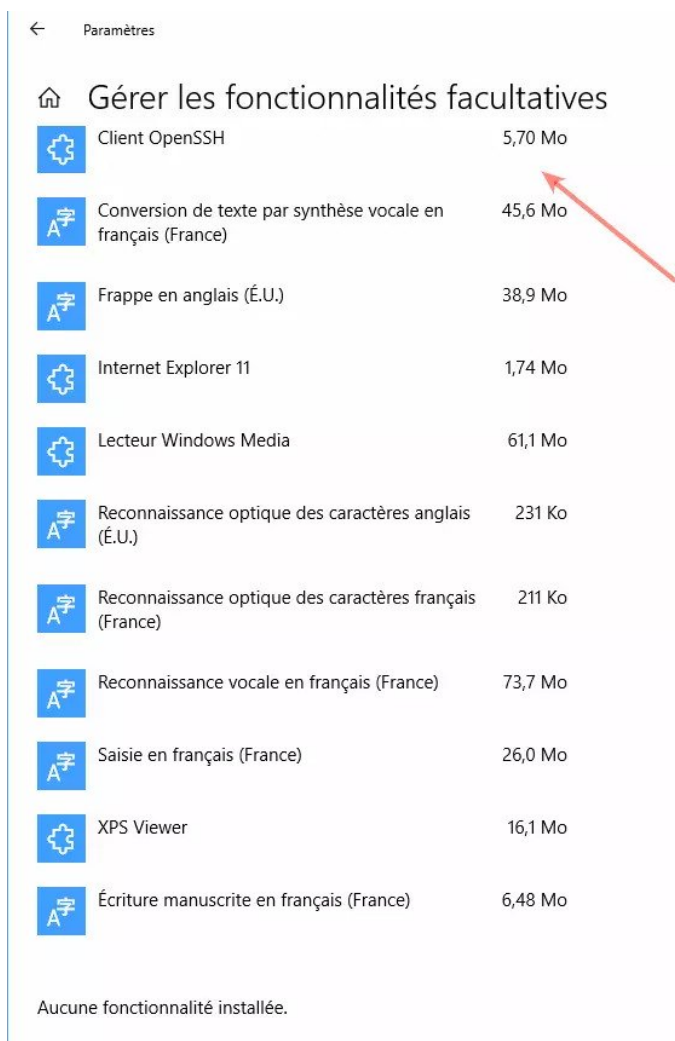 Paramètres
Gérer les fonctionnalités facultatives
Client OpenSSH 5,70 Mo
Conversion de texte par synthèse vocale en 45,6 Mo
français (France)
Frappe en anglais (É.U.) 38,9 Mo
Internet Explorer 11 1,74 Mo
Lecteur Windows Media 61,1 Mo
Reconnaissance optique des caractères anglais 231 Ko
(É.U.)
Reconnaissance optique des caractères français 211 Ko
(France)
Reconnaissance vocale en français (France) 73,7 Mo
Saisie en français (France) 26,0 Mo
XPS Viewer 16,1 Mo
Écriture manuscrite en français (France) 6,48 Mo
Aucune fonctionnalité installée.